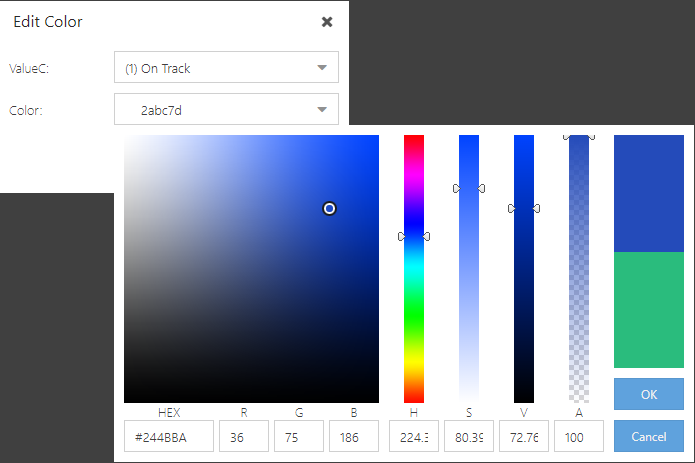 Edit Color
ValueC:
(1) On Track
Color:
2abc7d
HEX R G B H S V A
#244BBA 36 75 186 224.3 80.39 72.76 100
OK
Cancel